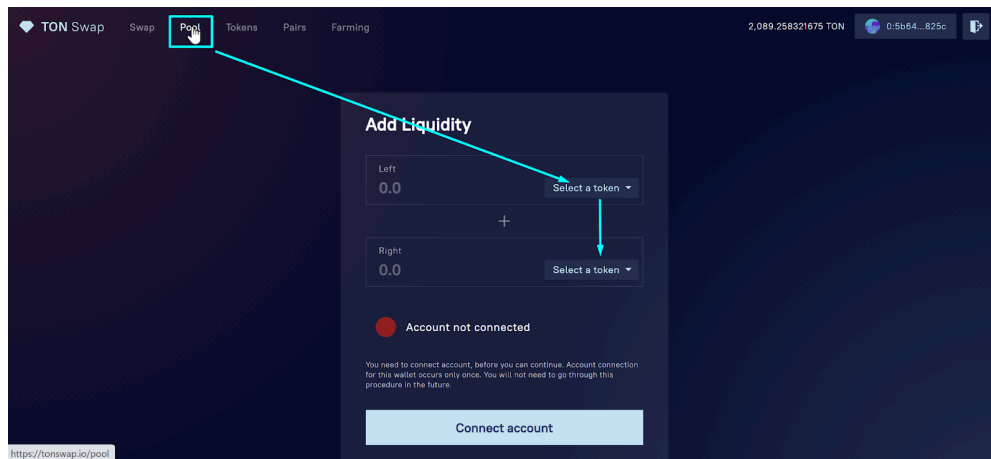 TON Swap Swap Pool Tokens Pairs Farming 2,089.258321675 TON 0:5b64...825c
Add Liquidity
Left
0.0 Select a token
+
Right
0.0 Select a token
Account not connected
You need to connect account, before you can continue. Account connection
for this wallet occurs only once. You will not need to go through this
procedure in the future.
Connect account
https://tonswap.io/pool